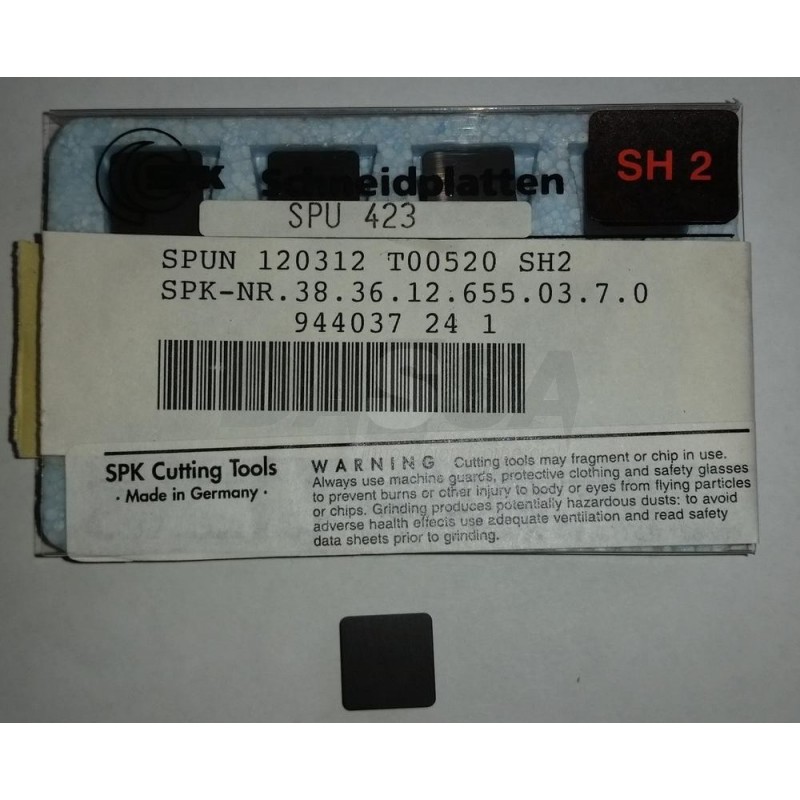 SPK Schneidplatten
SH 2
SPU 423
SPUN 120312 T00520 SH2
SPK-NR.38.36.12.655.03.7.0
944037 24 1
SPK Cutting Tools
· Made in Germany ·
WARNING Cutting tools may fragment or chip in use.
Always use machine guards, protective clothing and safety glasses
to prevent burns or other injury to body or eyes from flying particles
or chips. Grinding produces potentially hazardous dusts: to avoid
adverse health effects use adequate ventilation and read safety
data sheets prior to grinding.